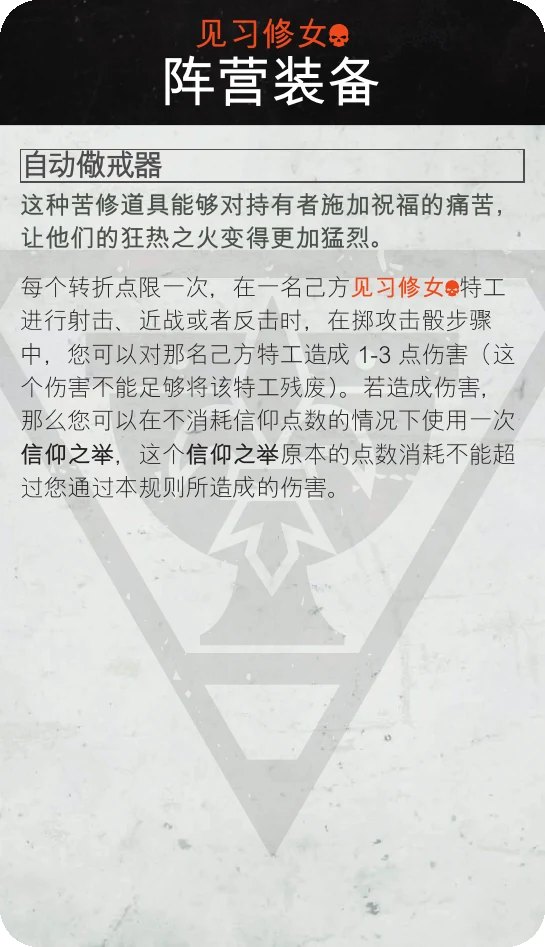 见习修女
阵营装备
自动儆戒器
这种苦修道具能够对持有者施加祝福的痛苦，
让他们的狂热之火变得更加猛烈。
每个转折点限一次，在一名己方见习修女特工
进行射击、近战或者反击时，在掷攻击骰步骤
中，您可以对那名己方特工造成 1-3 点伤害（这
个伤害不能足够将该特工残废）。若造成伤害，
那么您可以在不消耗信仰点数的情况下使用一次
信仰之举，这个信仰之举原本的点数消耗不能超
过您通过本规则所造成的伤害。